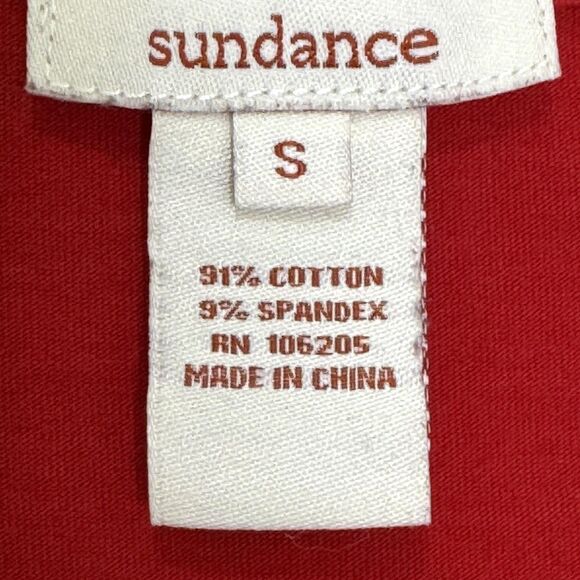 sundance
S
91% COTTON
9% SPANDEX
RN 106205
MADE IN CHINA